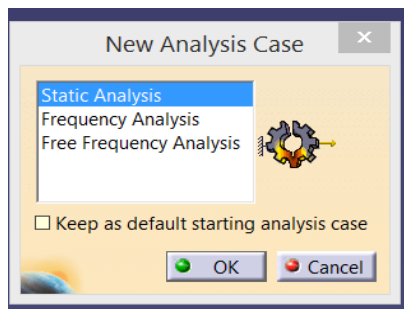 New Analysis Case
Static Analysis
Frequency Analysis
Free Frequency Analysis
Keep as default starting analysis case
OK
Cancel